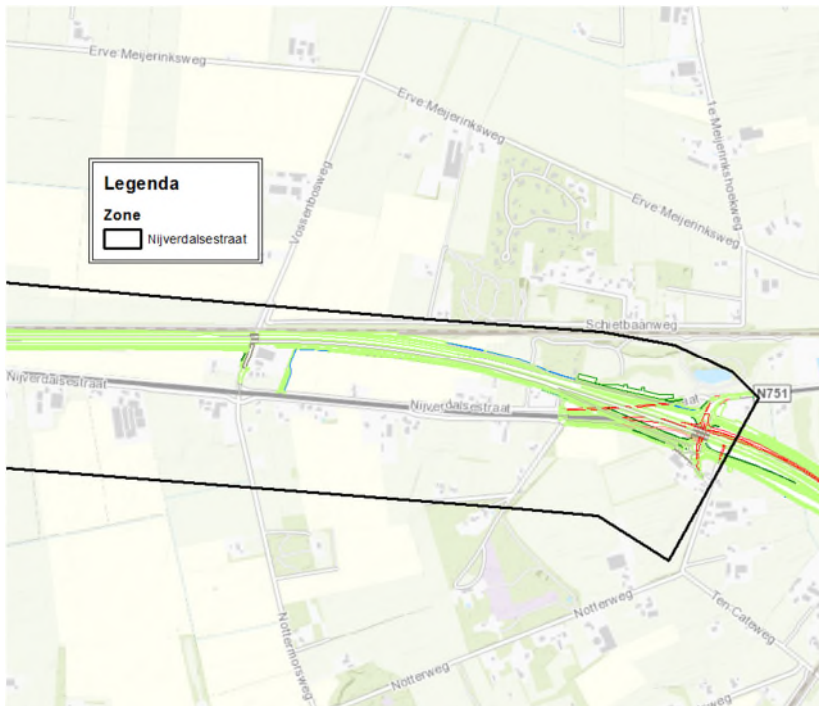 Erve Meijerinksweg
Erve Meijerinksweg
1e Meijerinkshoekweg
Legenda
Zone
Nijverdalsestraat
Vossenbosweg
Erve Meijerinksweg
Schietbaanweg
Nijverdalsestraat
N751
Nijverdalsestraat
Nottermorsweg
Notterweg
Ten Cateweg
Notterweg